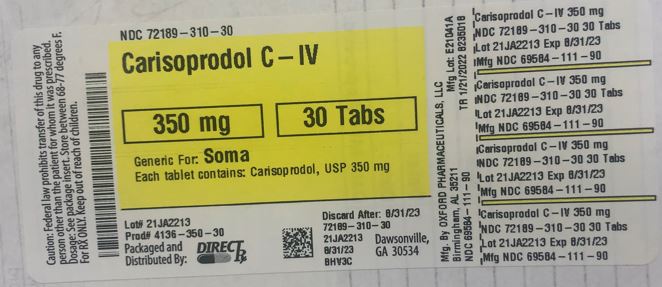 Caution: Federal law prohibits transfer of this drug to any
person other than the patient for whom it was prescribed.
Dosage: See package insert. Store between 68-77 degrees F.
For RX ONLY. Keep out of reach of children.
NDC 72189-310-30
Carisoprodol C-IV
350 mg
30 Tabs
Generic For: Soma
Each tablet contains: Carisoprodol, USP 350 mg
Lot# 21JA2213
Prod# 4136-350-30
Packaged and
Distributed By:
DIRECT Rx
Discard After: 8/31/23
72189-310-30
21JA2213
8/31/23
BHV3C
Dawsonville,
GA 30534
Mfg. By OXFORD PHARMACEUTICALS, LLC
Birmingham, AL 35211
NDC 69584-111-90
Mfg. Lot: E21041A
TR 1/21/2022 8235018
Carisoprodol C-IV 350 mg
NDC 72189-310-30 30 Tabs
Lot 21JA2213 Exp 8/31/23
Mfg NDC 69584-111-90
Carisoprodol C-IV 350 mg
NDC 72189-310-30 30 Tabs
Lot 21JA2213 Exp 8/31/23
Mfg NDC 69584-111-90
Carisoprodol C-IV 350 mg
NDC 72189-310-30 30 Tabs
Lot 21JA2213 Exp 8/31/23
Mfg NDC 69584-111-90
Carisoprodol C-IV 350 mg
NDC 72189-310-30 30 Tabs
Lot 21JA2213 Exp 8/31/23
Mfg NDC 69584-111-90